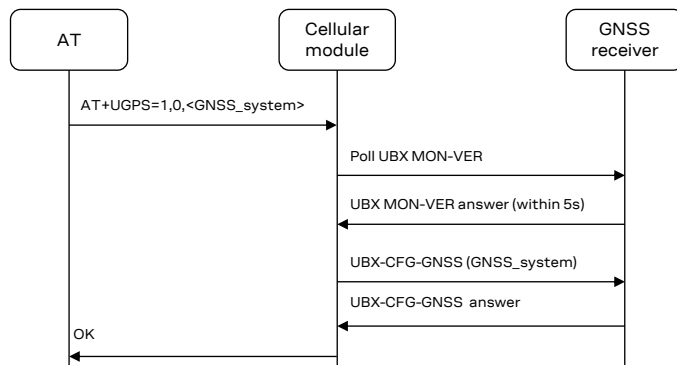 AT
Cellular
module
GNSS
receiver
AT+UGPS=1,0,<GNSS_system>
Poll UBX MON-VER
UBX MON-VER answer (within 5s)
UBX-CFG-GNSS (GNSS_system)
UBX-CFG-GNSS answer
OK